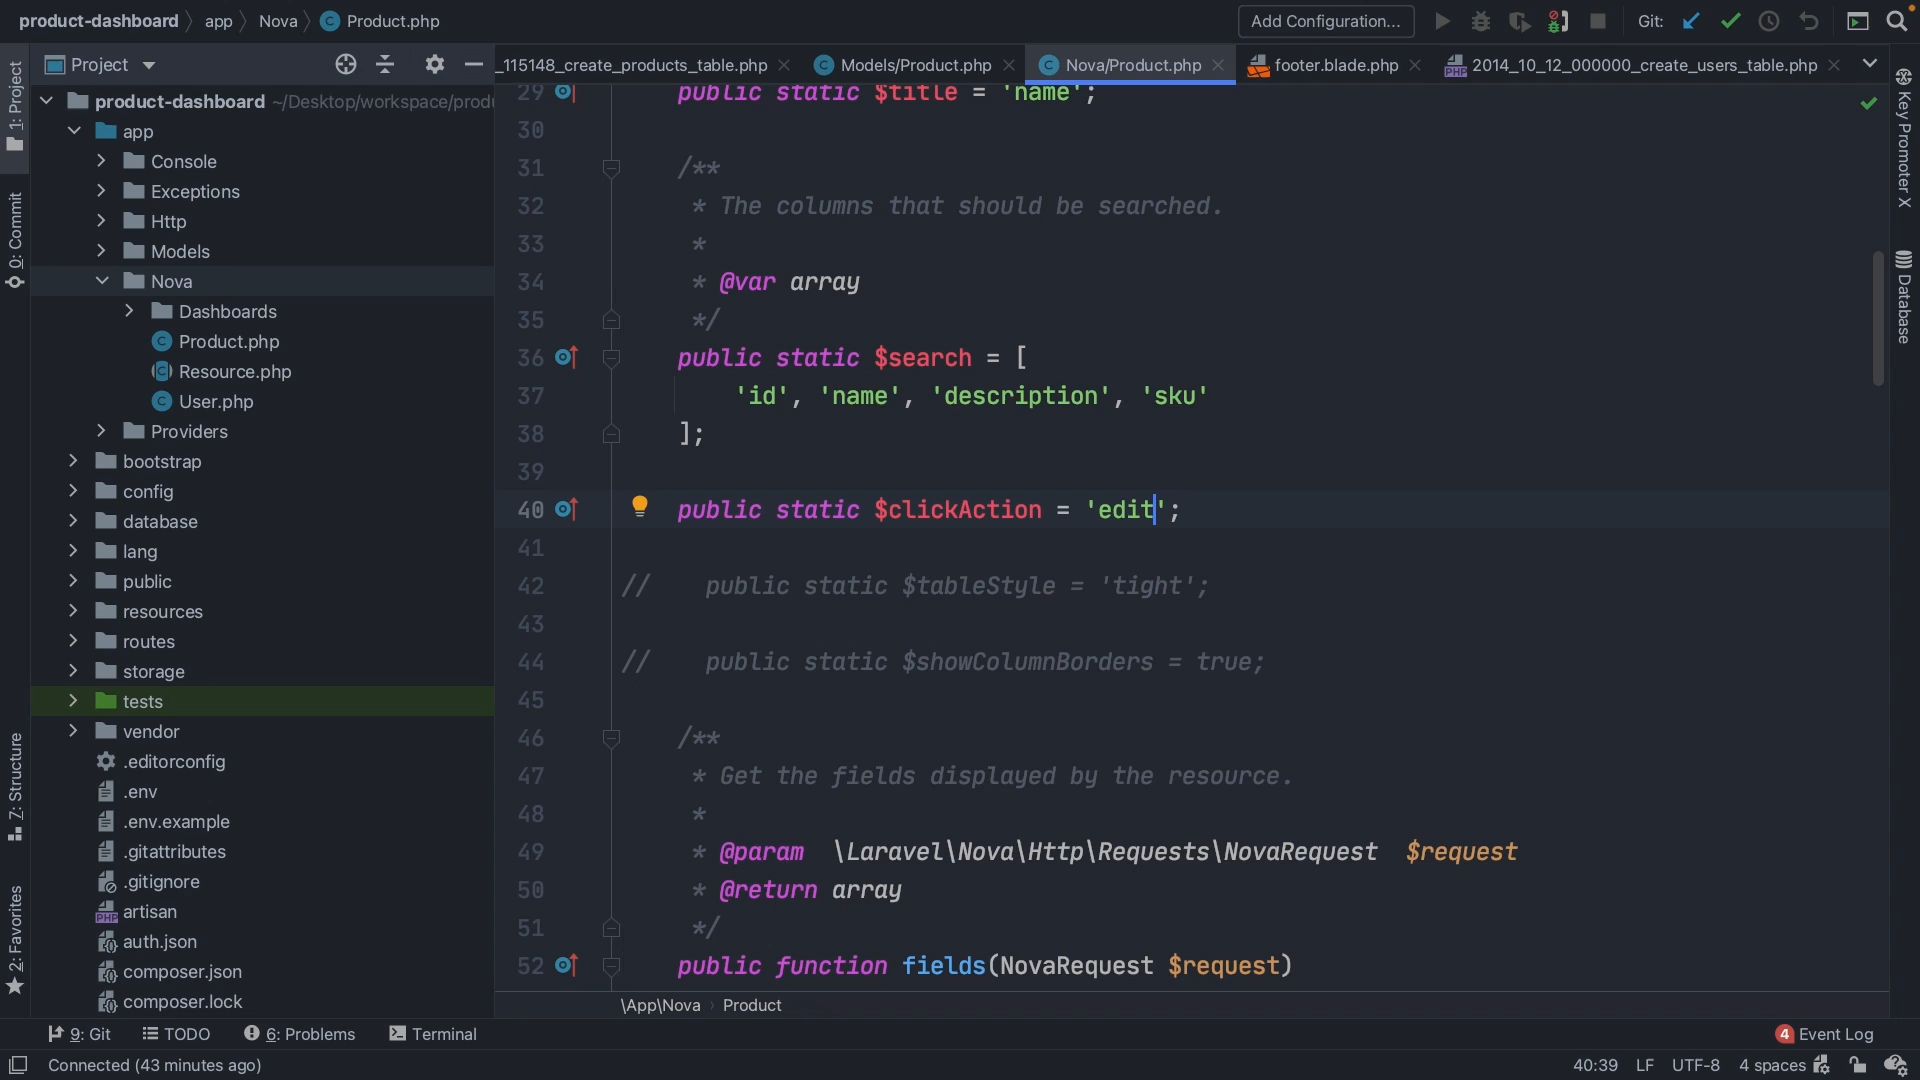 product-dashboard app Nova Product.php Add Configuration... Git:
Project
_115148_create_products_table.php Models/Product.php Nova/Product.php footer.blade.php 2014_10_12_000000_create_users_table.php
1: Project
0: Commit
7: Structure
2: Favorites
product-dashboard ~/Desktop/workspace/produ
app
Console
Exceptions
Http
Models
Nova
Dashboards
Product.php
Resource.php
User.php
Providers
bootstrap
config
database
lang
public
resources
routes
storage
tests
vendor
.editorconfig
.env
.env.example
.gitattributes
.gitignore
artisan
auth.json
composer.json
composer.lock
29 public static $title = 'name';
30
31 /**
32 * The columns that should be searched.
33 *
34 * @var array
35 */
36 public static $search = [
37 'id', 'name', 'description', 'sku'
38 ];
39
40 public static $clickAction = 'edit';
41
42 // public static $tableStyle = 'tight';
43
44 // public static $showColumnBorders = true;
45
46 /**
47 * Get the fields displayed by the resource.
48 *
49 * @param \Laravel\Nova\Http\Requests\NovaRequest $request
50 * @return array
51 */
52 public function fields(NovaRequest $request)
\App\Nova Product
Key Promoter X
Database
9: Git TODO 6: Problems Terminal 4 Event Log
Connected (43 minutes ago) 40:39 LF UTF-8 4 spaces